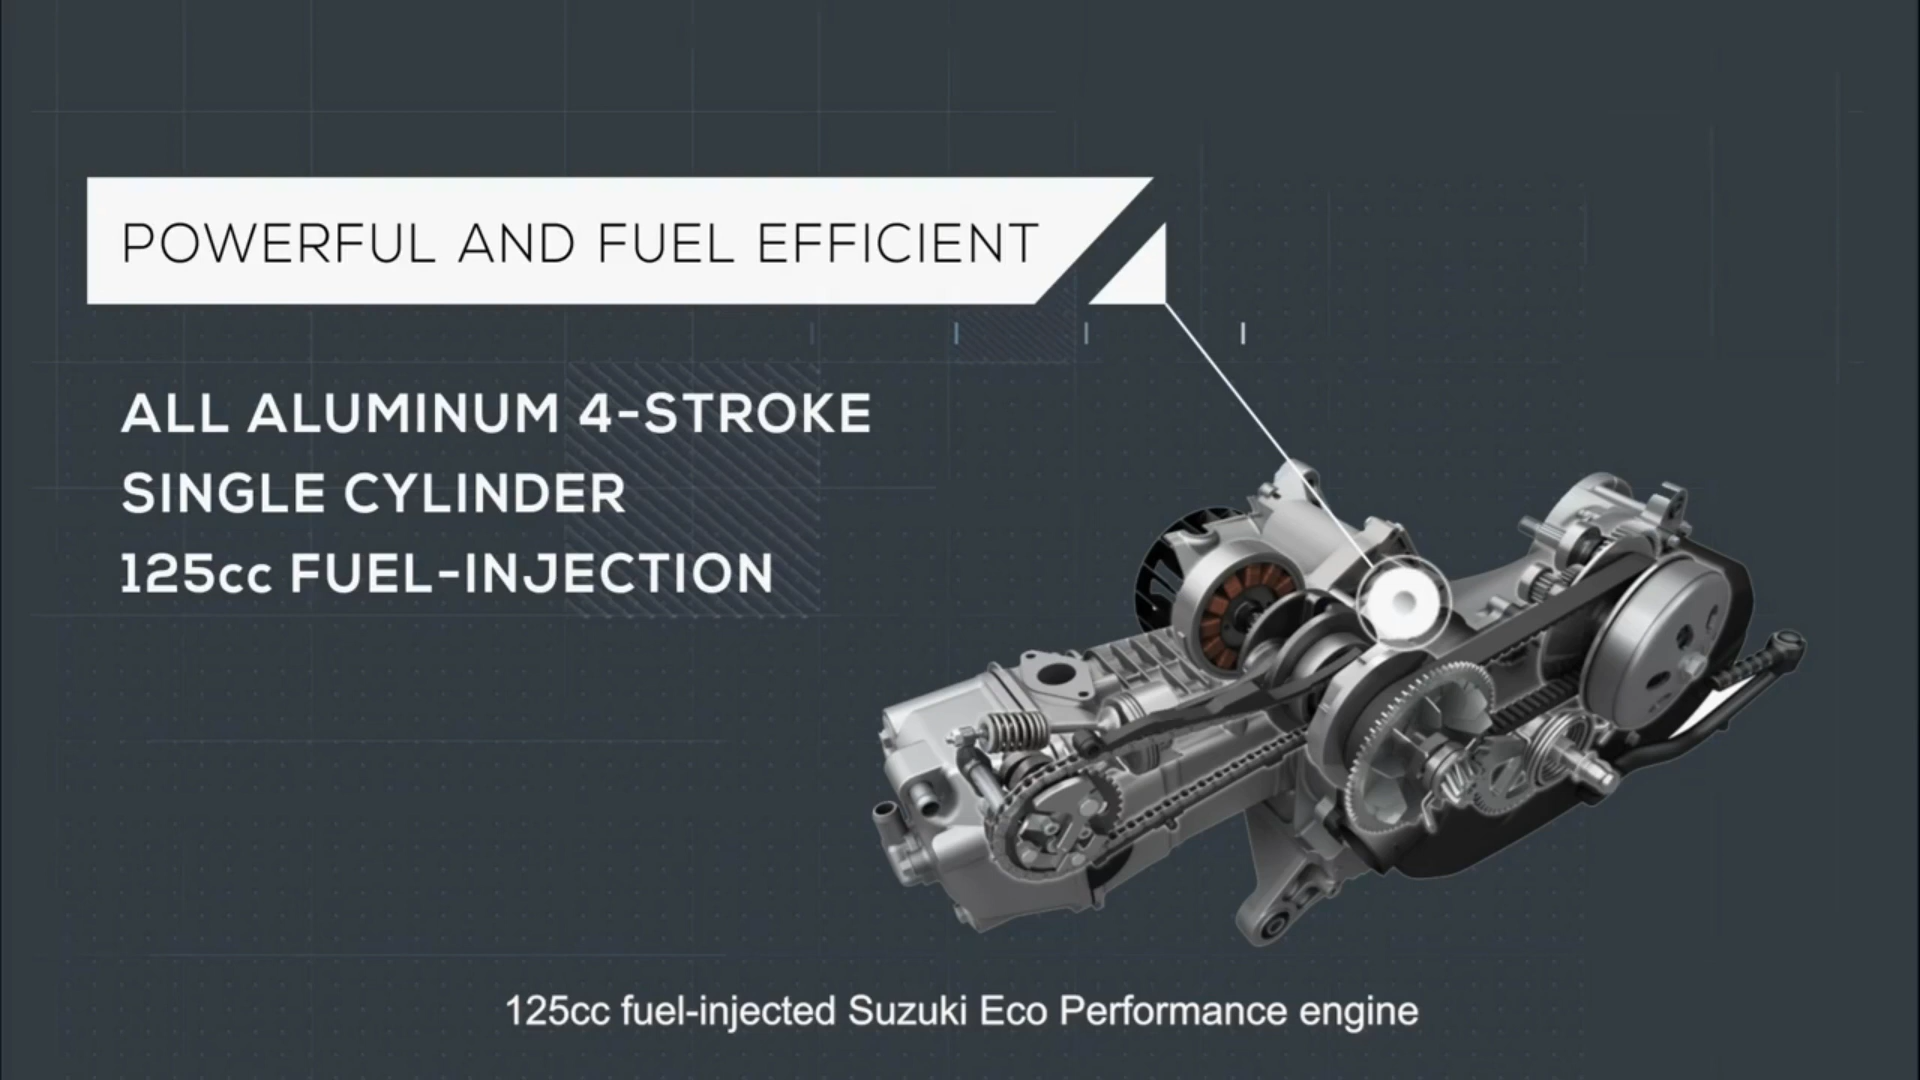 POWERFUL AND FUEL EFFICIENT
ALL ALUMINUM 4-STROKE
SINGLE CYLINDER
125cc FUEL-INJECTION
125cc fuel-injected Suzuki Eco Performance engine